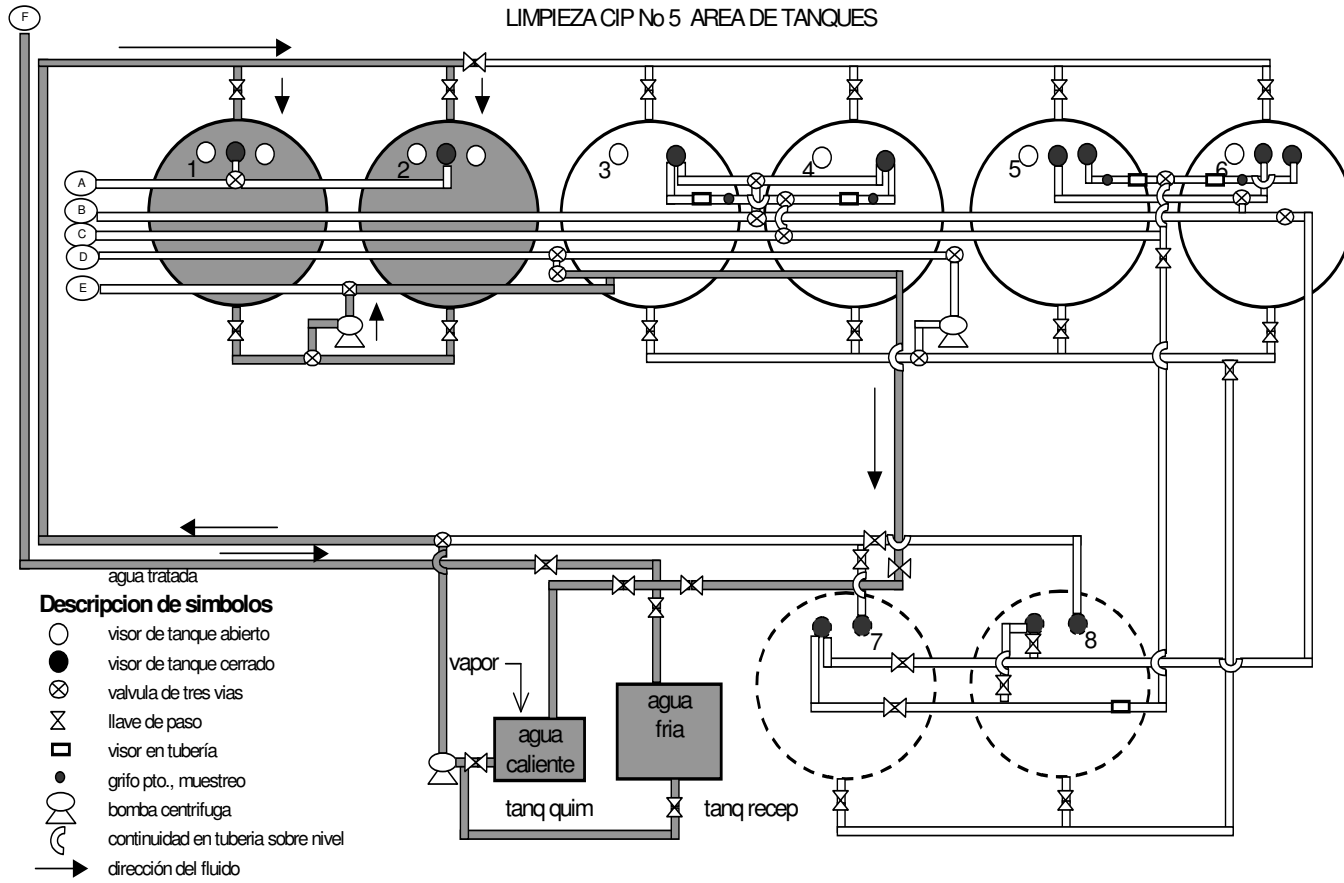 F
LIMPIEZA CIP No 5 AREA DE TANQUES
1
2
3
4
5
6
A
B
C
D
E
agua tratada
Descripcion de simbolos
visor de tanque abierto
visor de tanque cerrado
valvula de tres vias
llave de paso
visor en tubería
grifo pto., muestreo
bomba centrifuga
continuidad en tuberia sobre nivel
dirección del fluido
vapor
agua
caliente
tanq quim
agua
fria
tanq recep
7
8